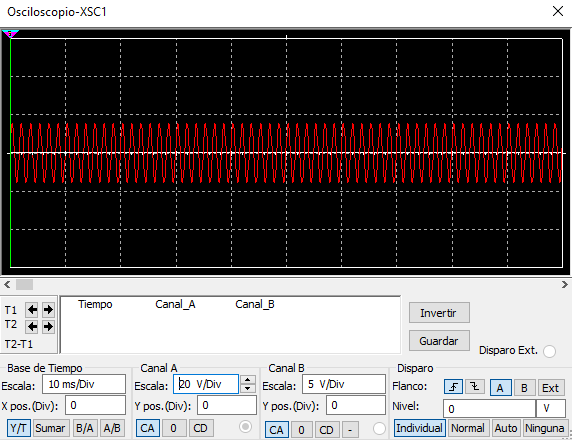 Osciloscopio-XSC1
T1
T2
T2-T1
Tiempo Canal_A Canal_B
Invertir
Guardar
Disparo Ext.
Base de Tiempo
Escala: 10 ms/Div
X pos.(Div): 0
Y/T Sumar B/A A/B
Canal A
Escala: 20 V/Div
Y pos.(Div): 0
CA 0 CD
Canal B
Escala: 5 V/Div
Y pos.(Div): 0
CA 0 CD -
Disparo
Flanco: A B Ext
Nivel: 0 V
Individual Normal Auto Ninguna